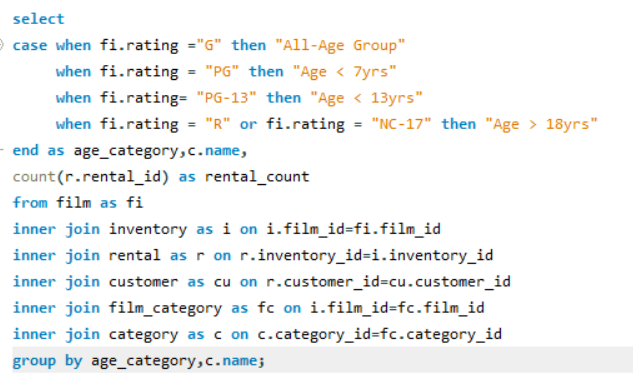 select
case when fi.rating ="G" then "All-Age Group"
when fi.rating = "PG" then "Age < 7yrs"
when fi.rating= "PG-13" then "Age < 13yrs"
when fi.rating = "R" or fi.rating = "NC-17" then "Age > 18yrs"
end as age_category,c.name,
count(r.rental_id) as rental_count
from film as fi
inner join inventory as i on i.film_id=fi.film_id
inner join rental as r on r.inventory_id=i.inventory_id
inner join customer as cu on r.customer_id=cu.customer_id
inner join film_category as fc on i.film_id=fc.film_id
inner join category as c on c.category_id=fc.category_id
group by age_category,c.name;